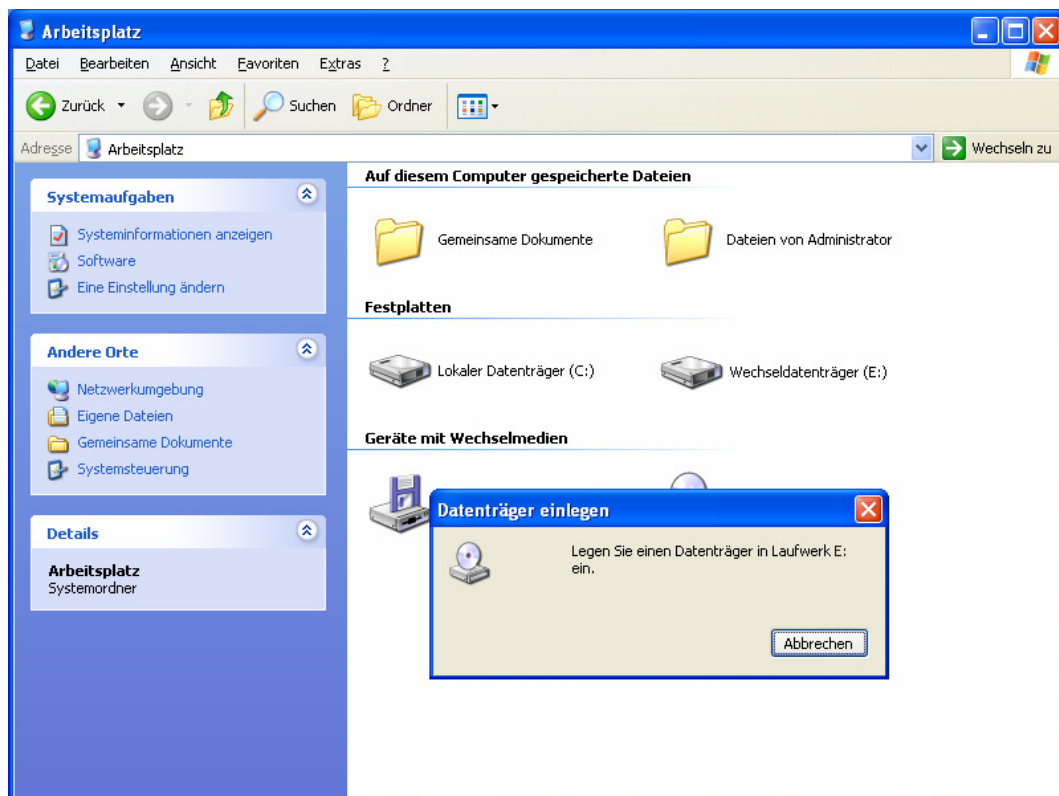 Arbeitsplatz
Datei Bearbeiten Ansicht Favoriten Extras ?
Zurück Suchen Ordner
Adresse Arbeitsplatz Wechseln zu
Systemaufgaben
Systeminformationen anzeigen
Software
Eine Einstellung ändern
Andere Orte
Netzwerkumgebung
Eigene Dateien
Gemeinsame Dokumente
Systemsteuerung
Details
Arbeitsplatz
Systemordner
Auf diesem Computer gespeicherte Dateien
Gemeinsame Dokumente Dateien von Administrator
Festplatten
Lokaler Datenträger (C:) Wechseldatenträger (E:)
Geräte mit Wechselmedien
Datenträger einlegen
Legen Sie einen Datenträger in Laufwerk E:
ein.
Abbrechen